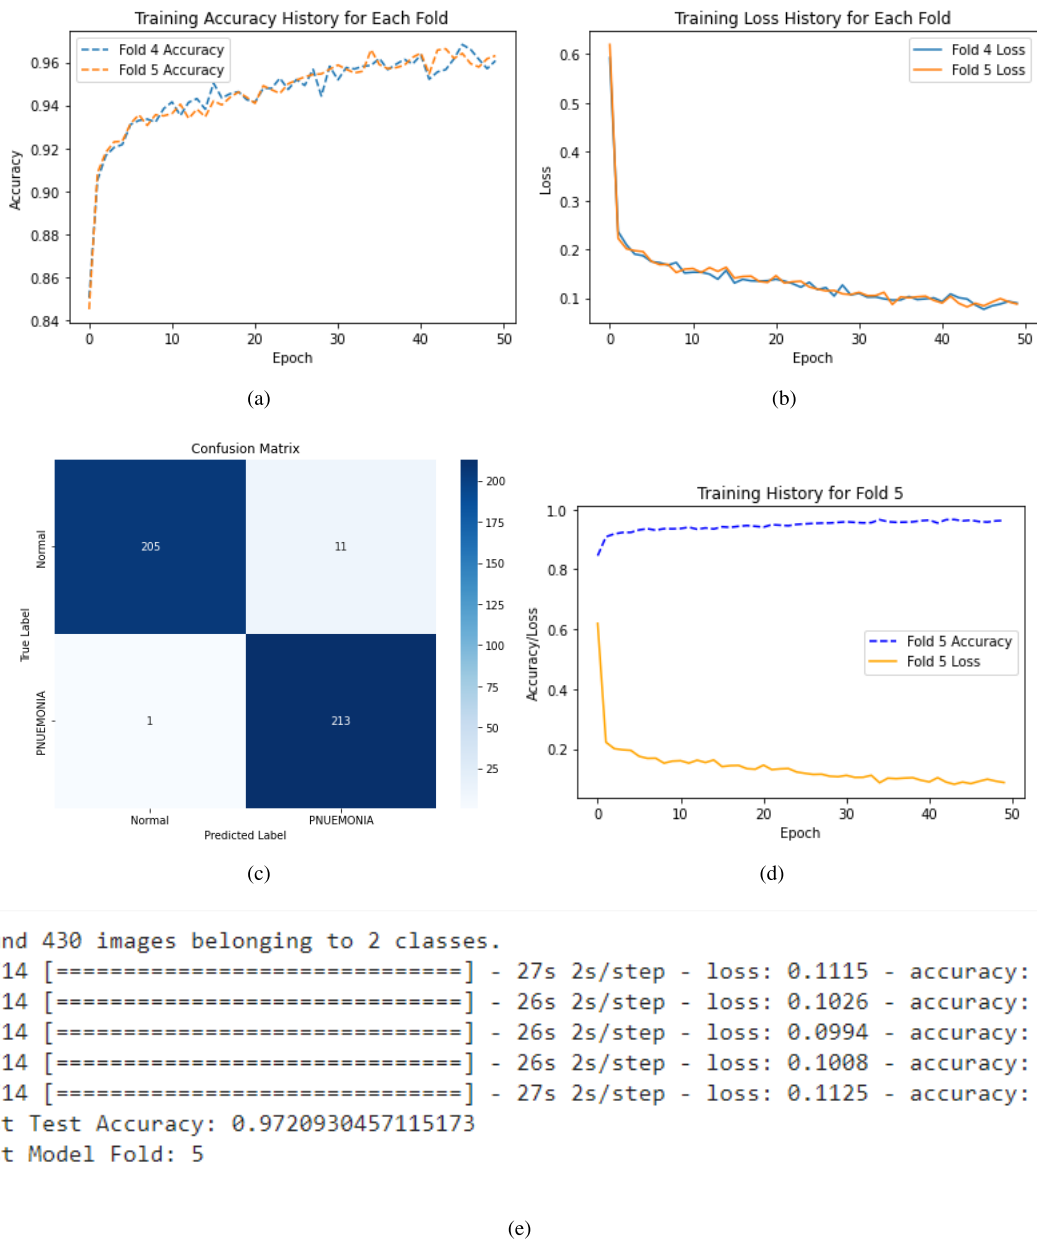 Training Accuracy History for Each Fold
Fold 4 Accuracy
Fold 5 Accuracy
0.96
0.94
0.92
0.90
0.88
0.86
0.84
Accuracy
0 10 20 30 40 50
Epoch
(a)
Training Loss History for Each Fold
Fold 4 Loss
Fold 5 Loss
0.6
0.5
0.4
0.3
0.2
0.1
Loss
0 10 20 30 40 50
Epoch
(b)
Confusion Matrix
Normal
PNUEMONIA
True Label
205 11
1 213
Normal PNUEMONIA
Predicted Label
200
175
150
125
100
75
50
25
(c)
Training History for Fold 5
1.0
0.8
0.6
0.4
0.2
Accuracy/Loss
Fold 5 Accuracy
Fold 5 Loss
0 10 20 30 40 50
Epoch
(d)
nd 430 images belonging to 2 classes.
14 [==============================] - 27s 2s/step - loss: 0.1115 - accuracy:
14 [==============================] - 26s 2s/step - loss: 0.1026 - accuracy:
14 [==============================] - 26s 2s/step - loss: 0.0994 - accuracy:
14 [==============================] - 26s 2s/step - loss: 0.1008 - accuracy:
14 [==============================] - 27s 2s/step - loss: 0.1125 - accuracy:
t Test Accuracy: 0.9720930457115173
t Model Fold: 5
(e)